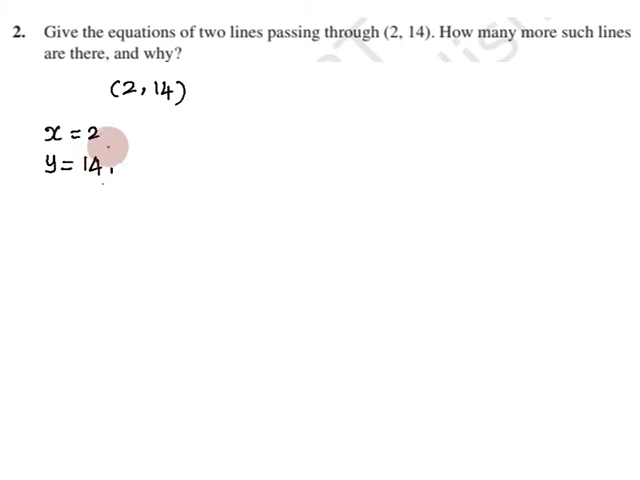 2. Give the equations of two lines passing through (2, 14). How many more such lines
are there, and why?
(2, 14)
x = 2
y = 14,